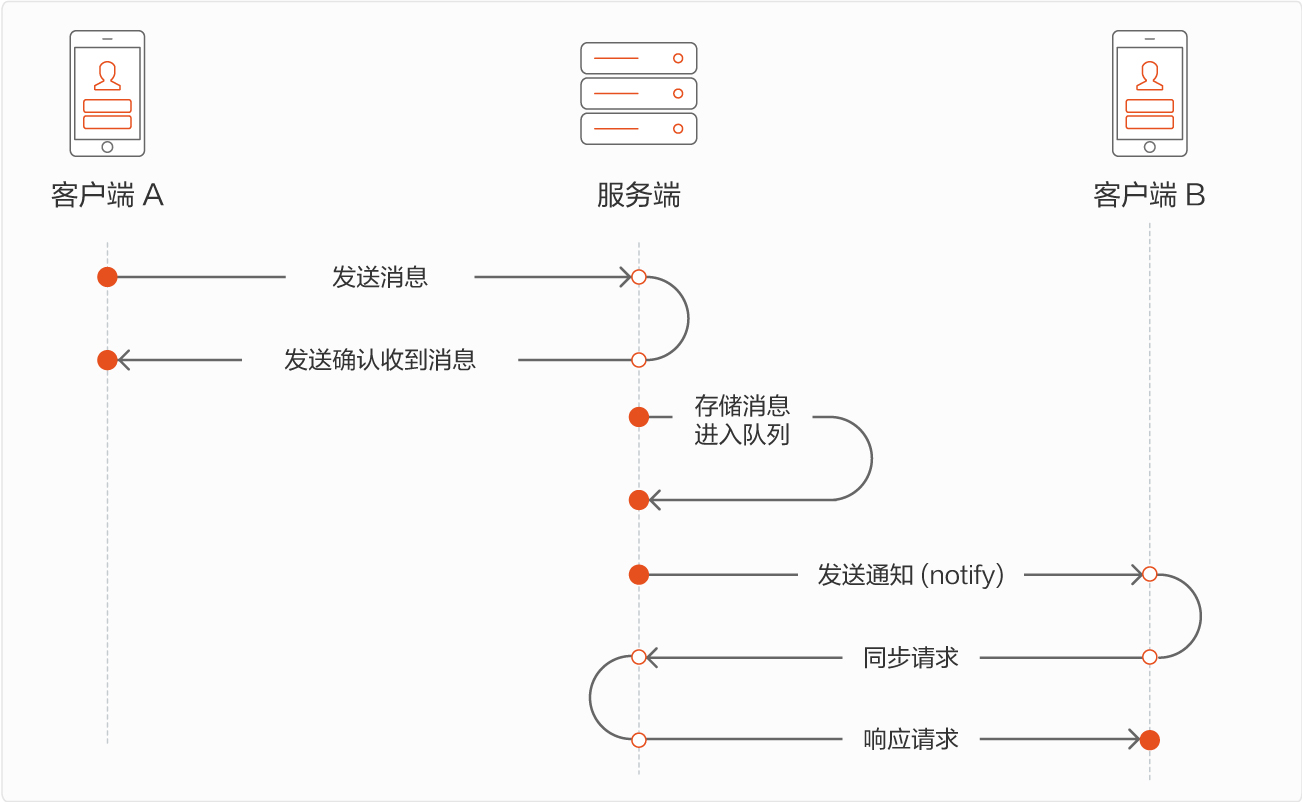 客户端 A
服务端
客户端 B
发送消息
发送确认收到消息
存储消息
进入队列
发送通知 (notify)
同步请求
响应请求